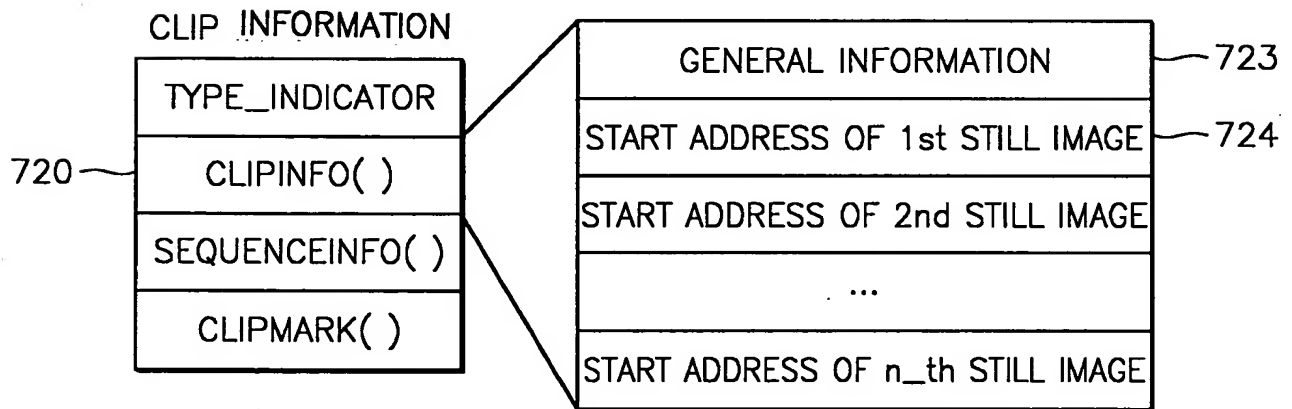 CLIP INFORMATION
TYPE_INDICATOR
720
CLIPINFO( )
SEQUENCEINFO( )
CLIPMARK( )
GENERAL INFORMATION
723
START ADDRESS OF 1st STILL IMAGE
724
START ADDRESS OF 2nd STILL IMAGE
...
START ADDRESS OF n_th STILL IMAGE